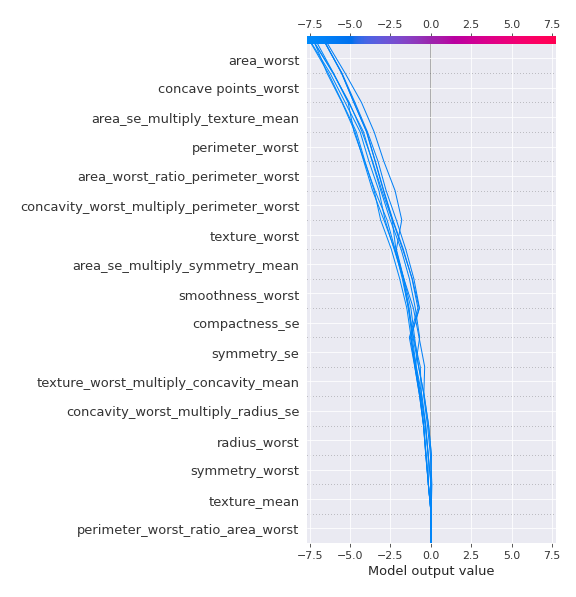 −7.5 −5.0 −2.5 0.0 2.5 5.0 7.5
area_worst
concave points_worst
area_se_multiply_texture_mean
perimeter_worst
area_worst_ratio_perimeter_worst
concavity_worst_multiply_perimeter_worst
texture_worst
area_se_multiply_symmetry_mean
smoothness_worst
compactness_se
symmetry_se
texture_worst_multiply_concavity_mean
concavity_worst_multiply_radius_se
radius_worst
symmetry_worst
texture_mean
perimeter_worst_ratio_area_worst
−7.5 −5.0 −2.5 0.0 2.5 5.0 7.5
Model output value